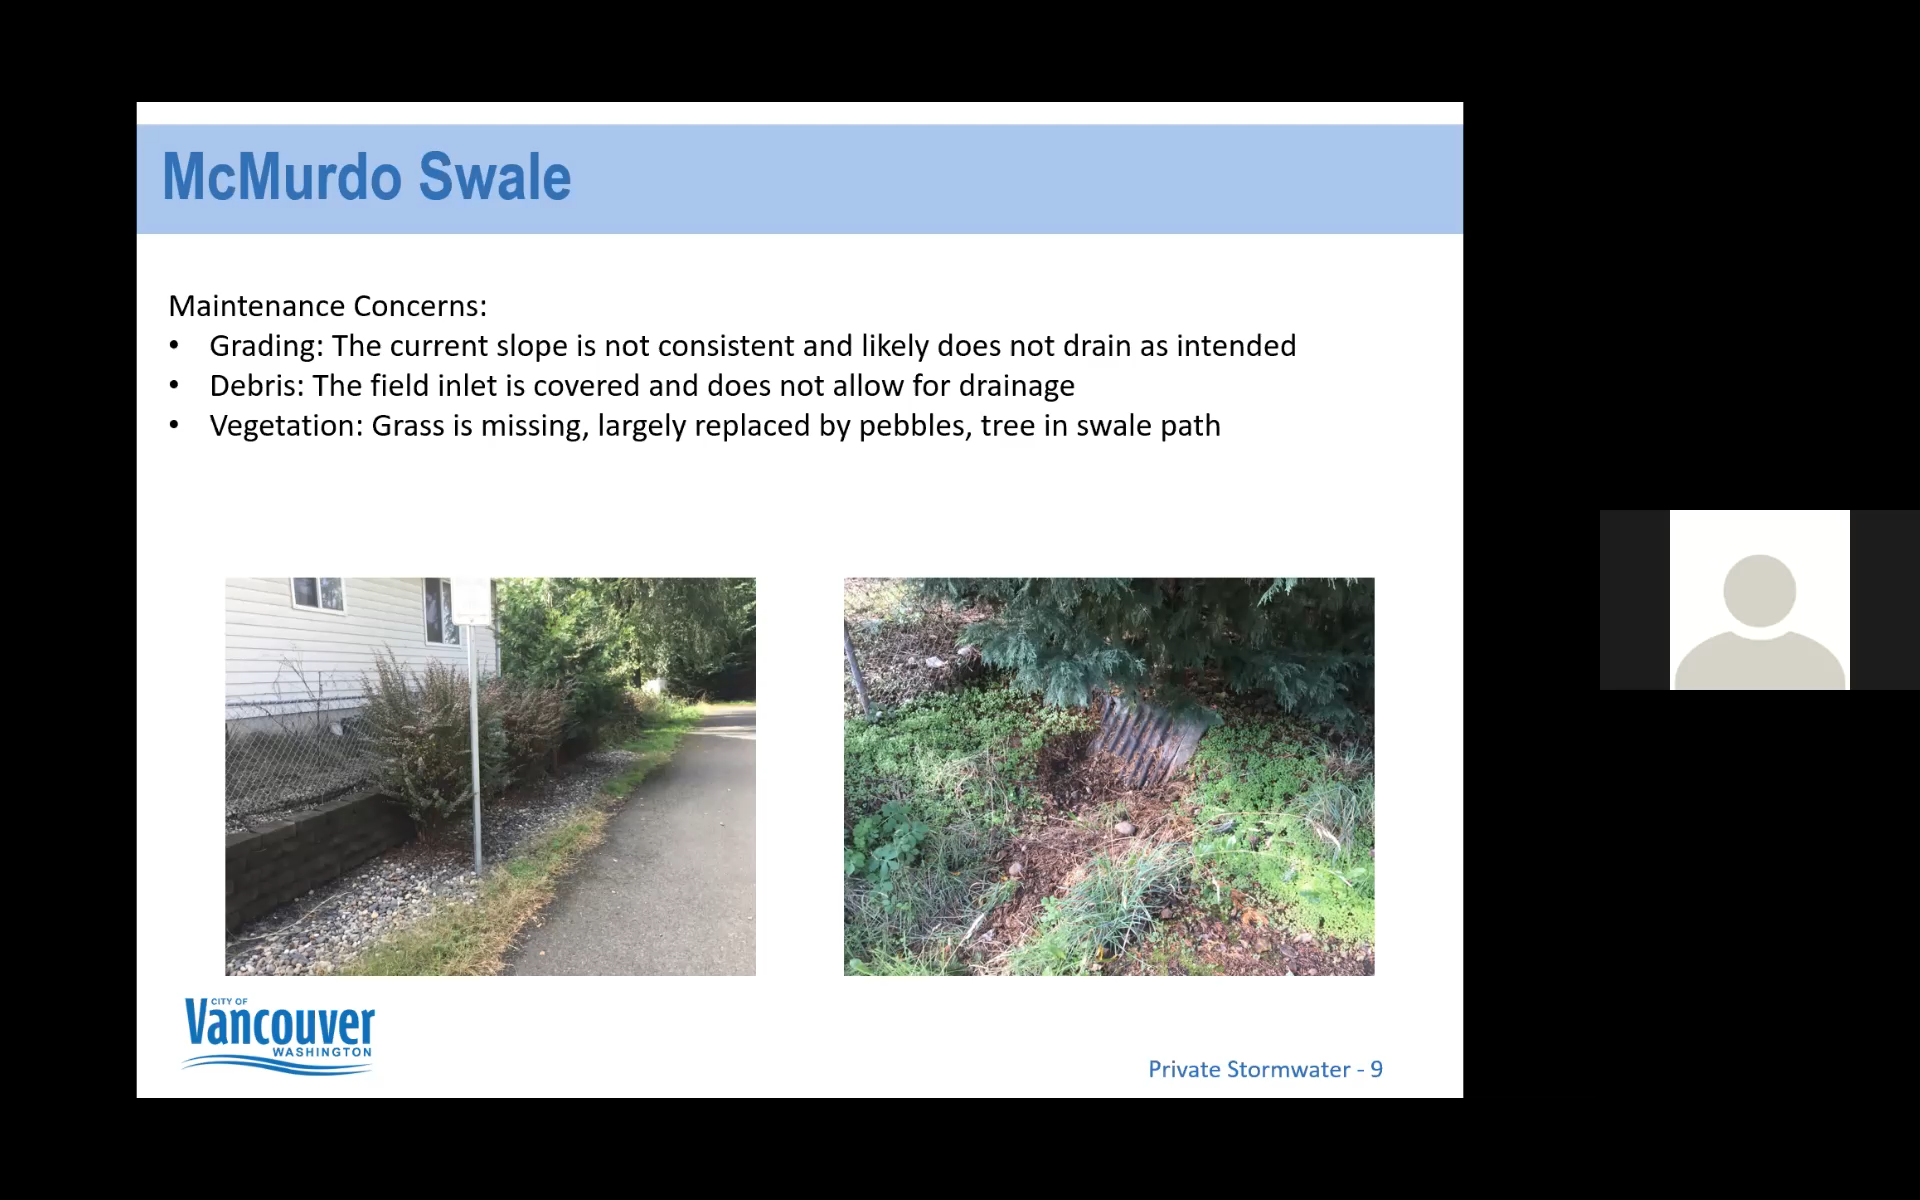 McMurdo Swale
Maintenance Concerns:
• Grading: The current slope is not consistent and likely does not drain as intended
• Debris: The field inlet is covered and does not allow for drainage
• Vegetation: Grass is missing, largely replaced by pebbles, tree in swale path
CITY OF
Vancouver
WASHINGTON
Private Stormwater - 9